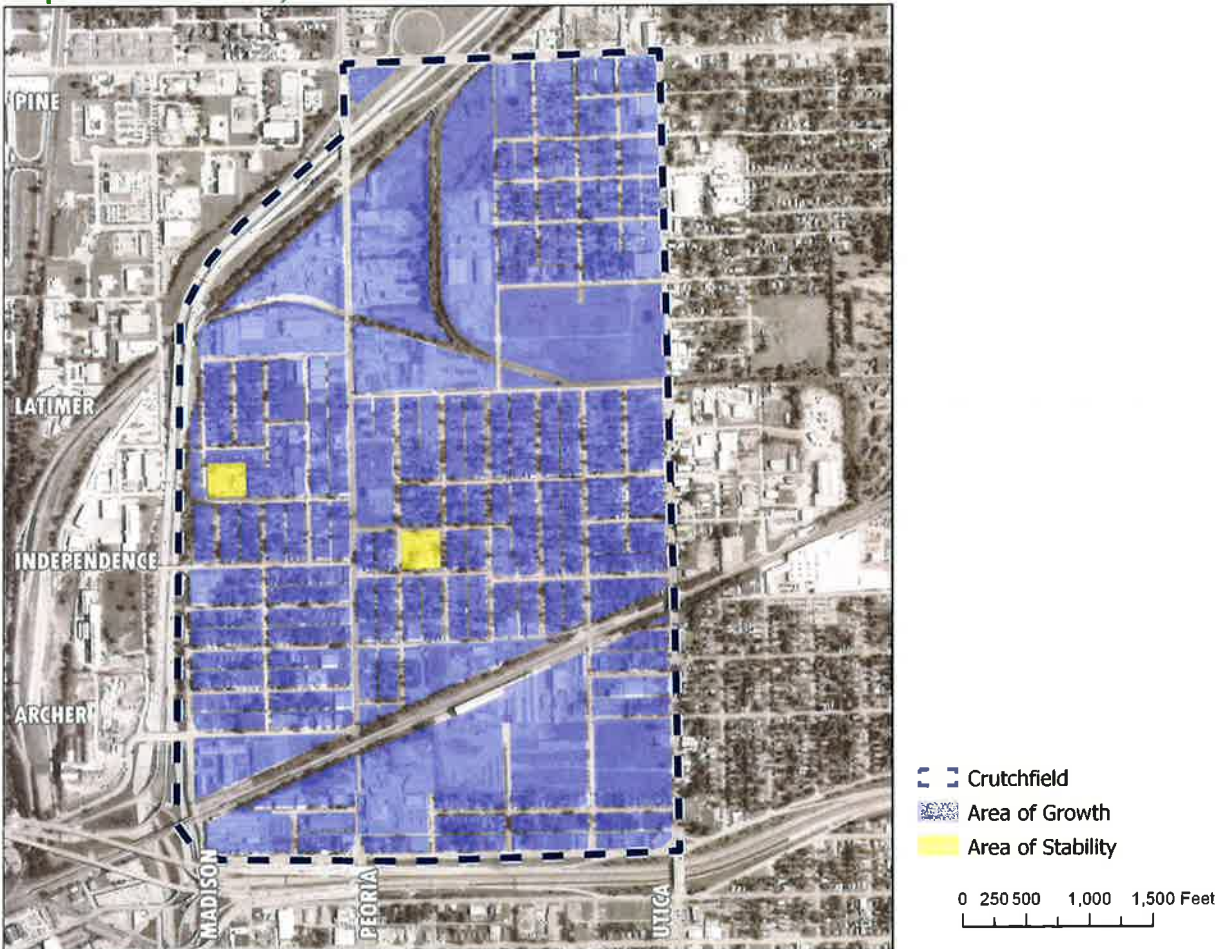 PINE
LATIMER
INDEPENDENCE
ARCHER
MADISON
PEORIA
UTICA
Crutchfield
Area of Growth
Area of Stability
0 250 500 1,000 1,500 Feet